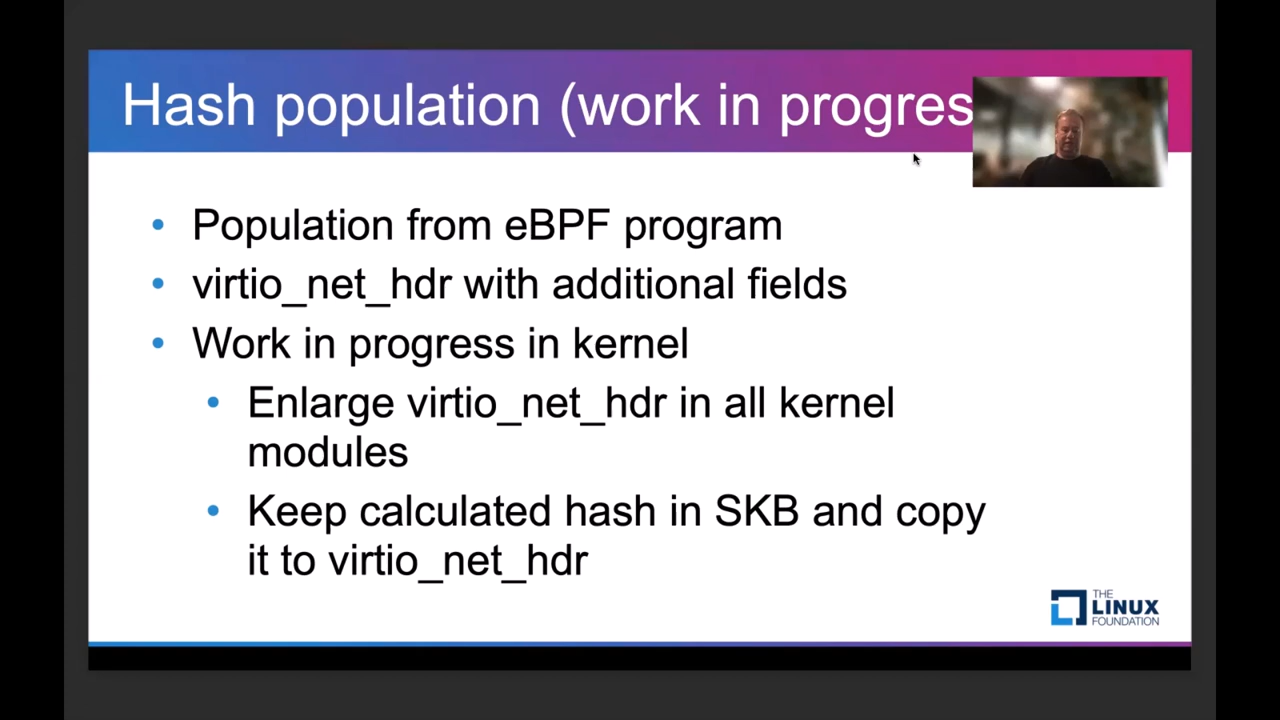 Hash population (work in progres
Population from eBPF program
virtio_net_hdr with additional fields
Work in progress in kernel
Enlarge virtio_net_hdr in all kernel
modules
Keep calculated hash in SKB and copy
it to virtio_net_hdr
THE
LINUX
FOUNDATION